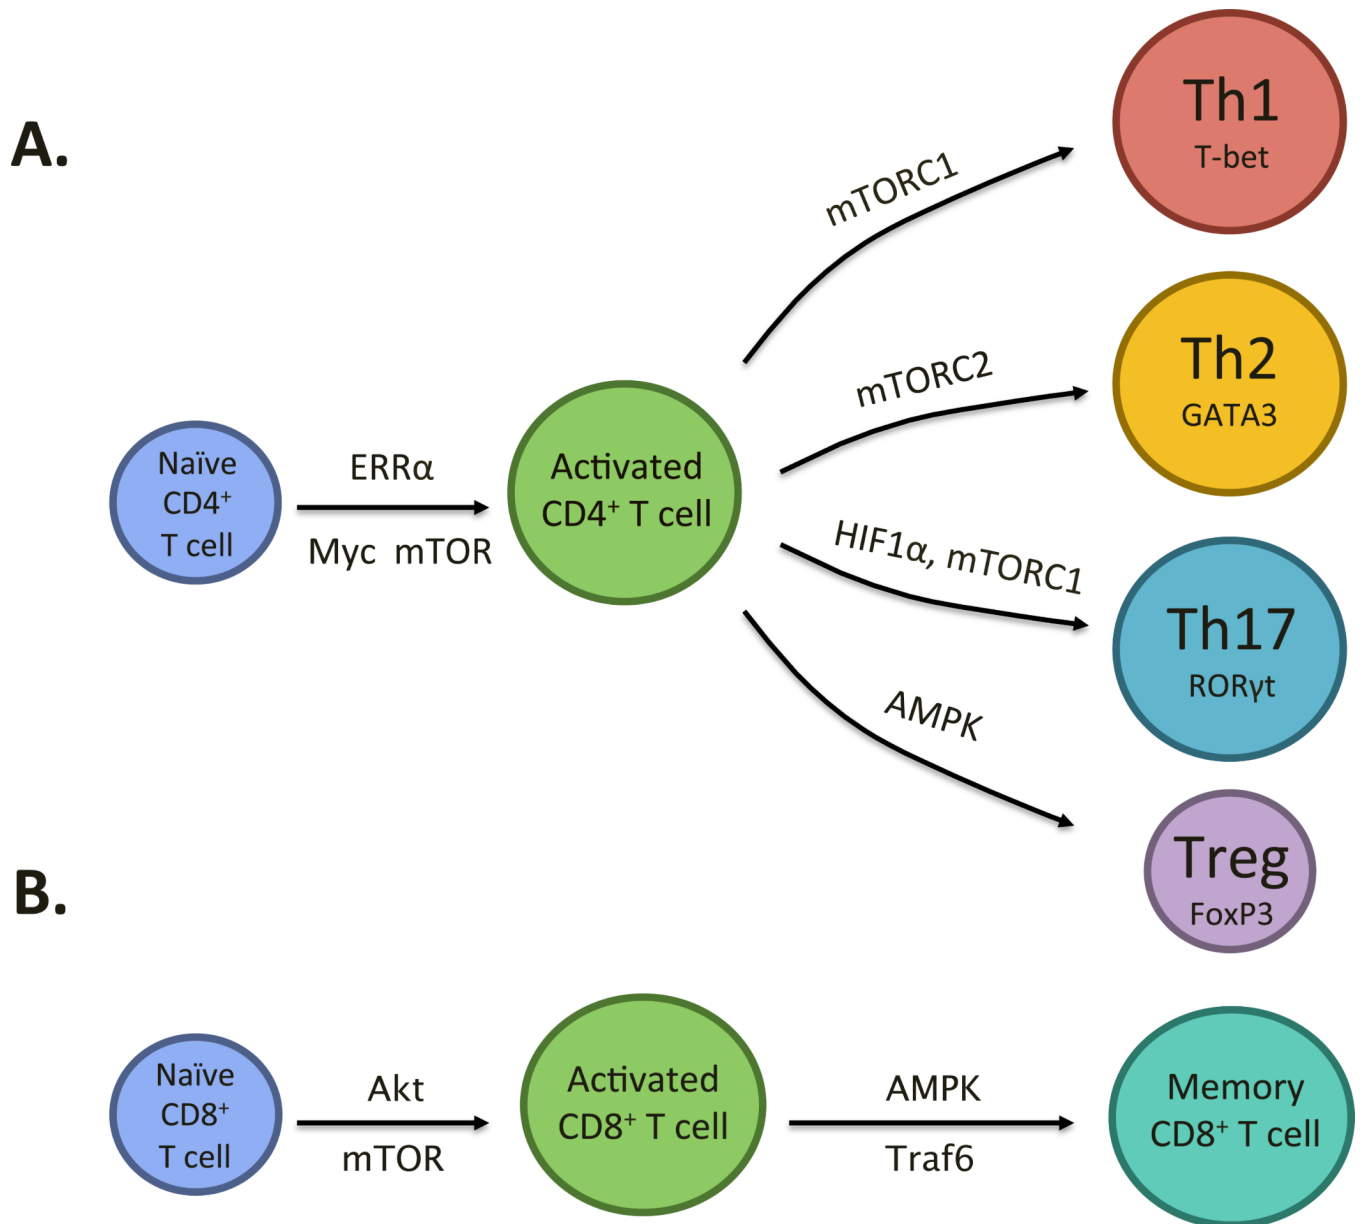 A.
Naïve
CD4⁺
T cell
ERRα
Myc mTOR
Activated
CD4⁺ T cell
mTORC1
Th1
T-bet
mTORC2
Th2
GATA3
HIF1α, mTORC1
Th17
RORγt
AMPK
Treg
FoxP3
B.
Naïve
CD8⁺
T cell
Akt
mTOR
Activated
CD8⁺ T cell
AMPK
Traf6
Memory
CD8⁺ T cell